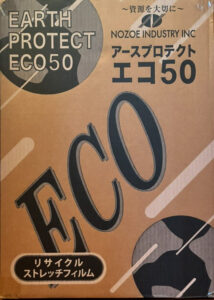 EARTH
PROTECT
ECO50
～資源を大切に～
NOZOE INDUSTRY INC
アースプロテクト
エコ50
ECO
リサイクル
ストレッチフィルム